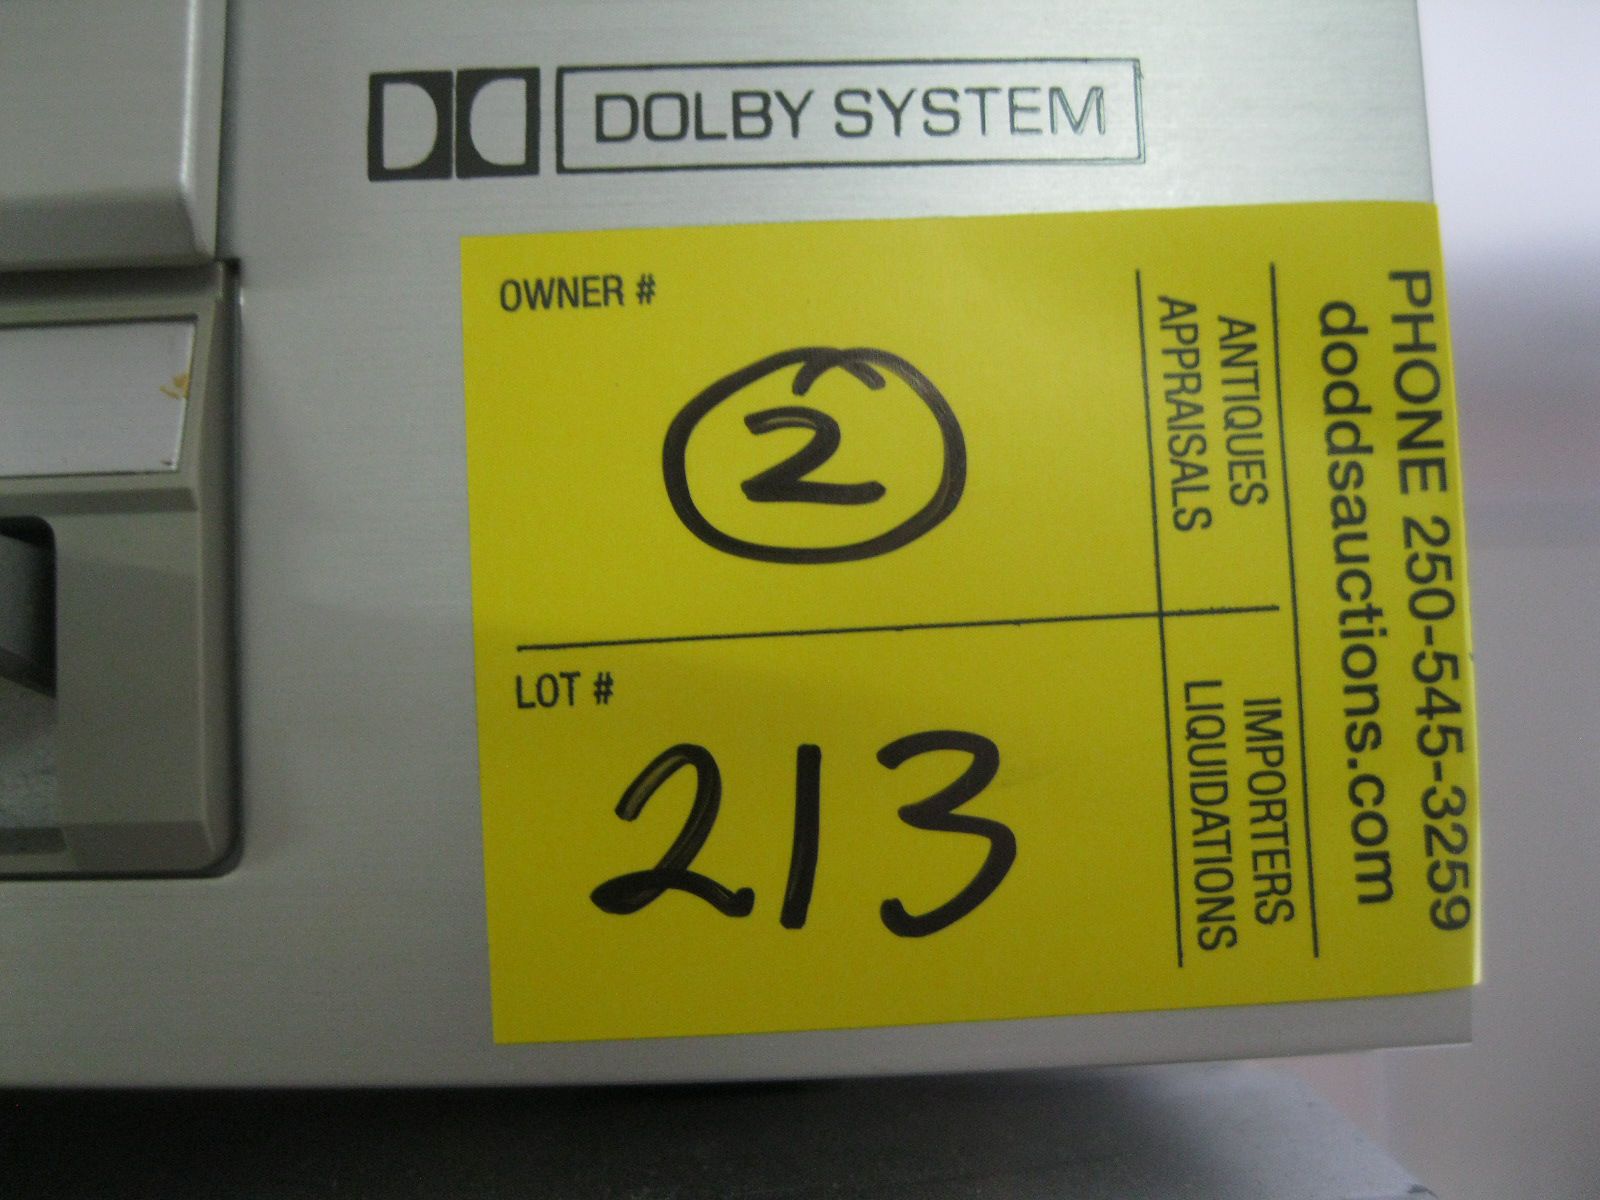 DOLBY SYSTEM
OWNER #
2
LOT #
213
ANTIQUES
APPRAISALS
IMPORTERS
LIQUIDATIONS
PHONE 250-545-3259
doddsauctions.com